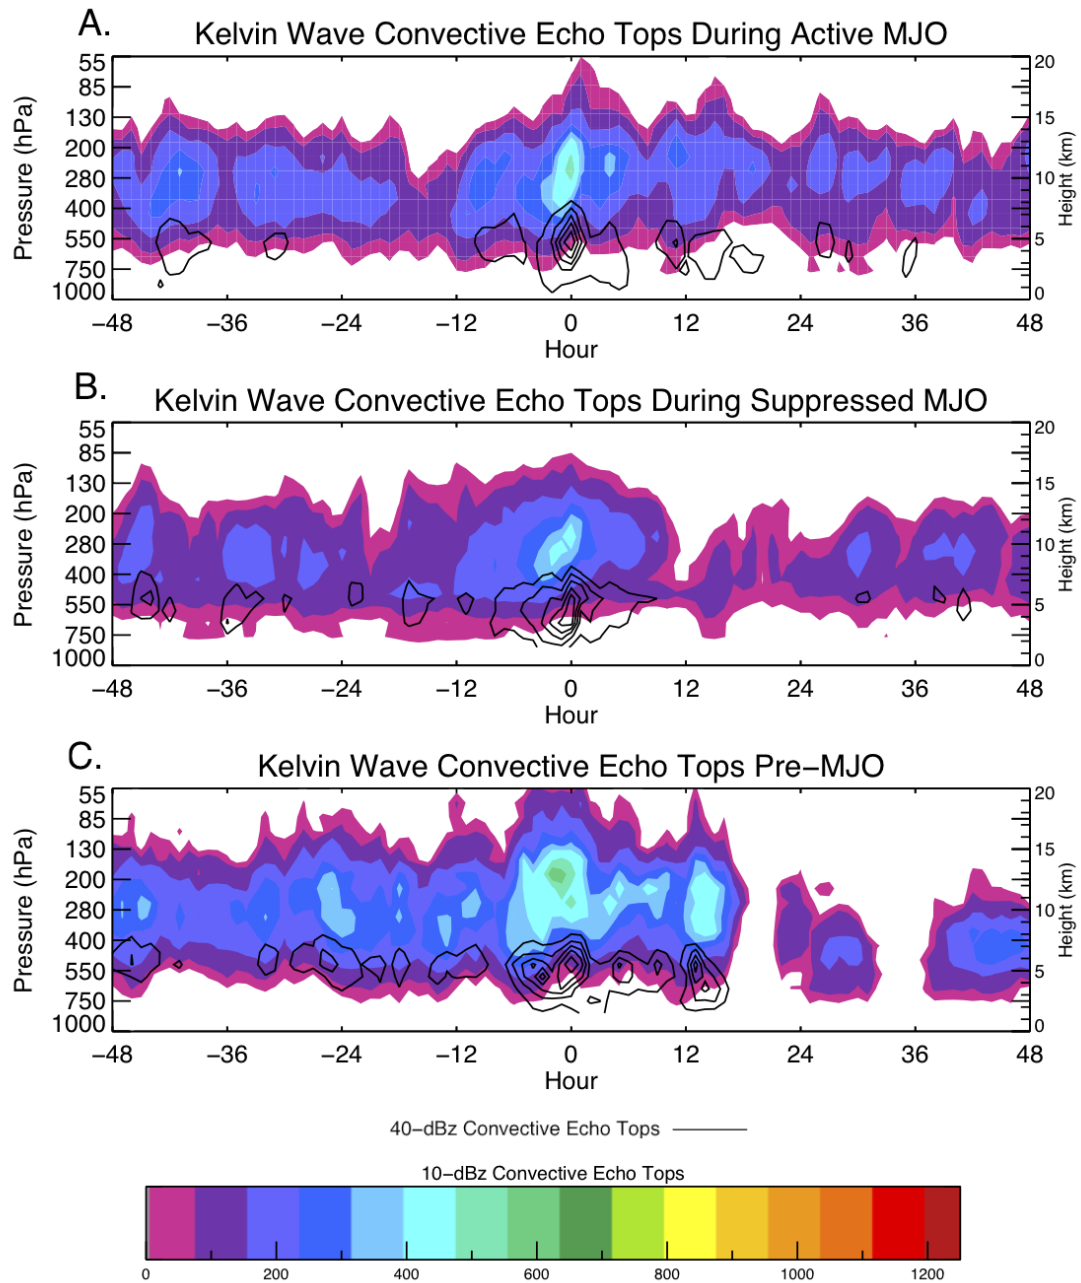 A.
Kelvin Wave Convective Echo Tops During Active MJO
Pressure (hPa)
55
85
130
200
280
400
550
750
1000
20
15
10
5
0
Height (km)
−48 −36 −24 −12 0 12 24 36 48
Hour
B.
Kelvin Wave Convective Echo Tops During Suppressed MJO
Pressure (hPa)
55
85
130
200
280
400
550
750
1000
20
15
10
5
0
Height (km)
−48 −36 −24 −12 0 12 24 36 48
Hour
C.
Kelvin Wave Convective Echo Tops Pre−MJO
Pressure (hPa)
55
85
130
200
280
400
550
750
1000
20
15
10
5
0
Height (km)
−48 −36 −24 −12 0 12 24 36 48
Hour
40−dBz Convective Echo Tops
10−dBz Convective Echo Tops
0 200 400 600 800 1000 1200